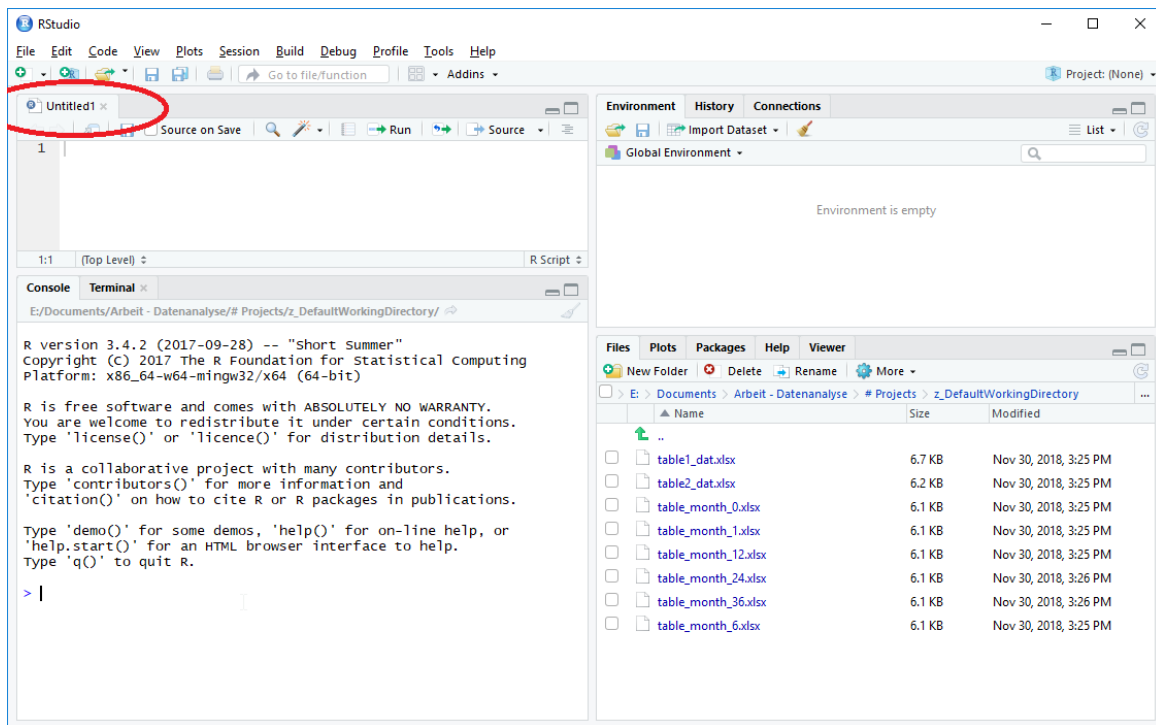 RStudio
File Edit Code View Plots Session Build Debug Profile Tools Help
Go to file/function Addins Project: (None)
Untitled1
Source on Save Run Source
1
1:1 (Top Level) R Script
Console Terminal
E:/Documents/Arbeit - Datenanalyse/# Projects/z_DefaultWorkingDirectory/
R version 3.4.2 (2017-09-28) -- "Short Summer"
Copyright (C) 2017 The R Foundation for Statistical Computing
Platform: x86_64-w64-mingw32/x64 (64-bit)
R is free software and comes with ABSOLUTELY NO WARRANTY.
You are welcome to redistribute it under certain conditions.
Type 'license()' or 'licence()' for distribution details.
R is a collaborative project with many contributors.
Type 'contributors()' for more information and
'citation()' on how to cite R or R packages in publications.
Type 'demo()' for some demos, 'help()' for on-line help, or
'help.start()' for an HTML browser interface to help.
Type 'q()' to quit R.
>
Environment History Connections
Import Dataset List
Global Environment
Environment is empty
Files Plots Packages Help Viewer
New Folder Delete Rename More
E: > Documents > Arbeit - Datenanalyse > # Projects > z_DefaultWorkingDirectory ...
Name Size Modified
..
table1_dat.xlsx 6.7 KB Nov 30, 2018, 3:25 PM
table2_dat.xlsx 6.2 KB Nov 30, 2018, 3:25 PM
table_month_0.xlsx 6.1 KB Nov 30, 2018, 3:25 PM
table_month_1.xlsx 6.1 KB Nov 30, 2018, 3:25 PM
table_month_12.xlsx 6.1 KB Nov 30, 2018, 3:25 PM
table_month_24.xlsx 6.1 KB Nov 30, 2018, 3:26 PM
table_month_36.xlsx 6.1 KB Nov 30, 2018, 3:26 PM
table_month_6.xlsx 6.1 KB Nov 30, 2018, 3:25 PM